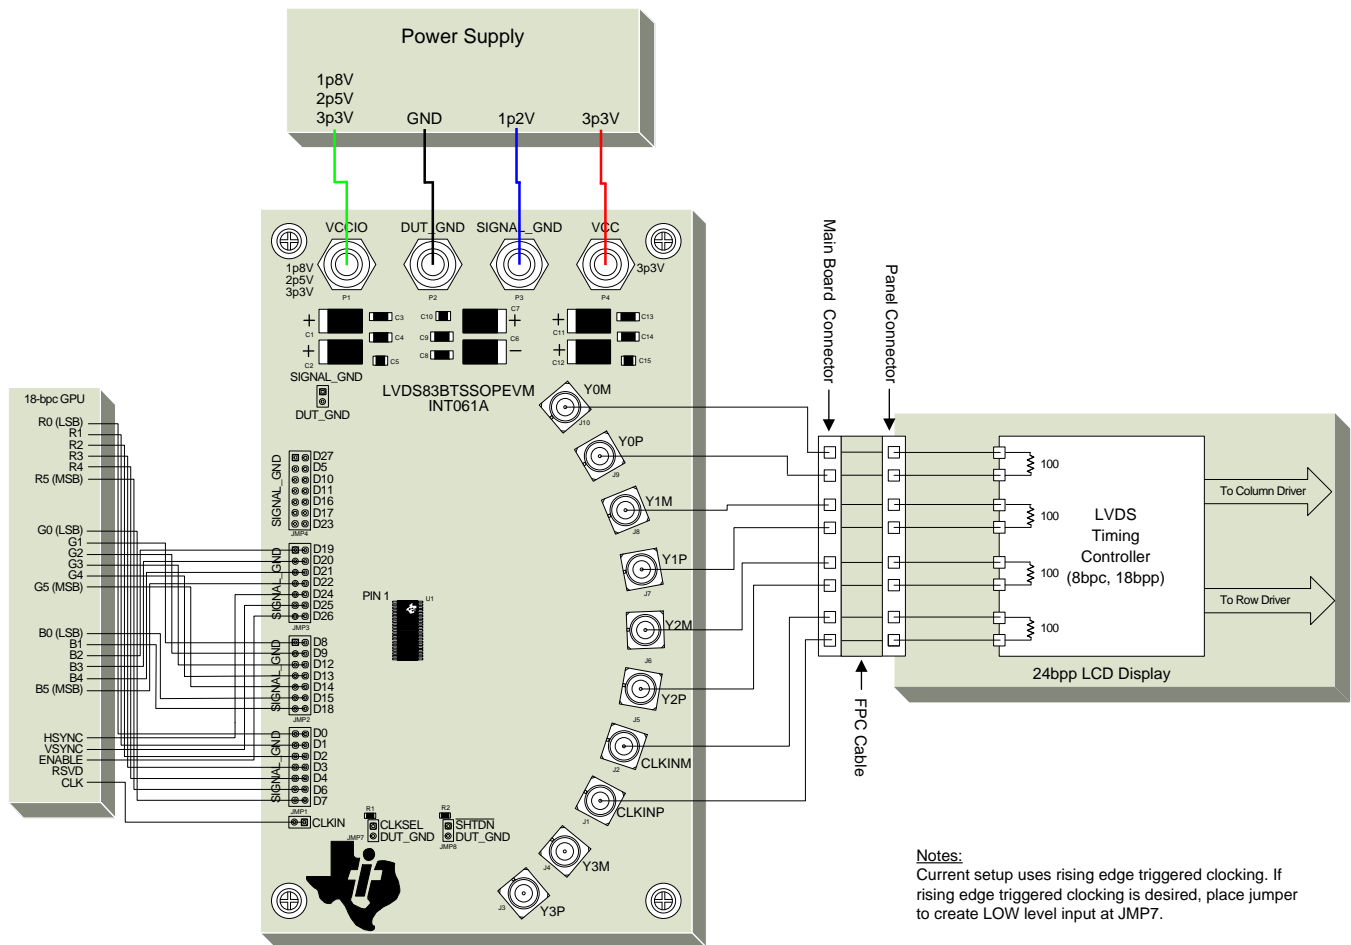 Power Supply
1p8V
2p5V
3p3V
GND
1p2V
3p3V
VCCIO
DUT_GND
SIGNAL_GND
VCC
1p8V
2p5V
3p3V
3p3V
P1
P2
P3
P4
C1
C2
C3
C4
C5
C10
C9
C8
C7
C6
C11
C12
C13
C14
C15
SIGNAL_GND
DUT_GND
LVDS83BTSSOPEVM
INT061A
18-bpc GPU
R0 (LSB)
R1
R2
R3
R4
R5 (MSB)
G0 (LSB)
G1
G2
G3
G4
G5 (MSB)
B0 (LSB)
B1
B2
B3
B4
B5 (MSB)
HSYNC
VSYNC
ENABLE
RSVD
CLK
SIGNAL_GND
D27
D5
D10
D11
D16
D17
D23
JMP4
SIGNAL_GND
D19
D20
D21
D22
D24
D25
D26
JMP3
SIGNAL_GND
D8
D9
D12
D13
D14
D15
D18
JMP2
SIGNAL_GND
D0
D1
D2
D3
D4
D6
D7
JMP1
CLKIN
PIN 1
U1
R1
CLKSEL
DUT_GND
JMP7
R2
SHTDN
DUT_GND
JMP8
Y0M
J10
Y0P
J9
Y1M
J8
Y1P
J7
Y2M
J6
Y2P
J5
CLKINM
J2
CLKINP
J1
Y3M
J4
Y3P
J3
Main Board Connector
Panel Connector
FPC Cable
100
100
100
100
LVDS
Timing
Controller
(8bpc, 18bpp)
To Column Driver
To Row Driver
24bpp LCD Display
Notes:
Current setup uses rising edge triggered clocking. If
rising edge triggered clocking is desired, place jumper
to create LOW level input at JMP7.